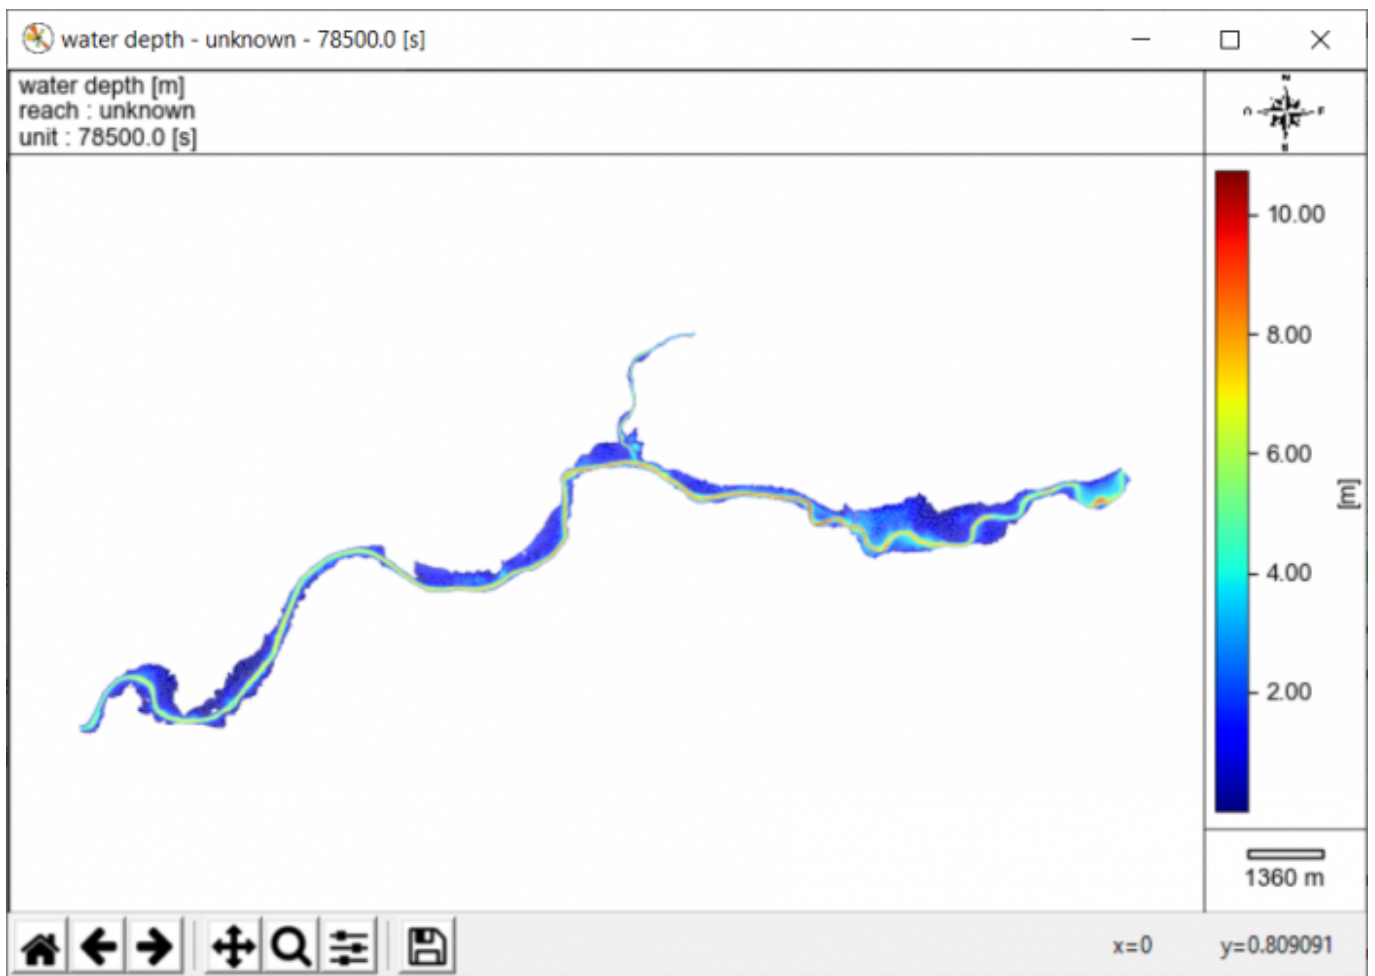 water depth - unknown - 78500.0 [s]
water depth [m]
reach : unknown
unit : 78500.0 [s]
N
10.00
8.00
6.00
[m]
4.00
2.00
1360 m
x=0 y=0.809091